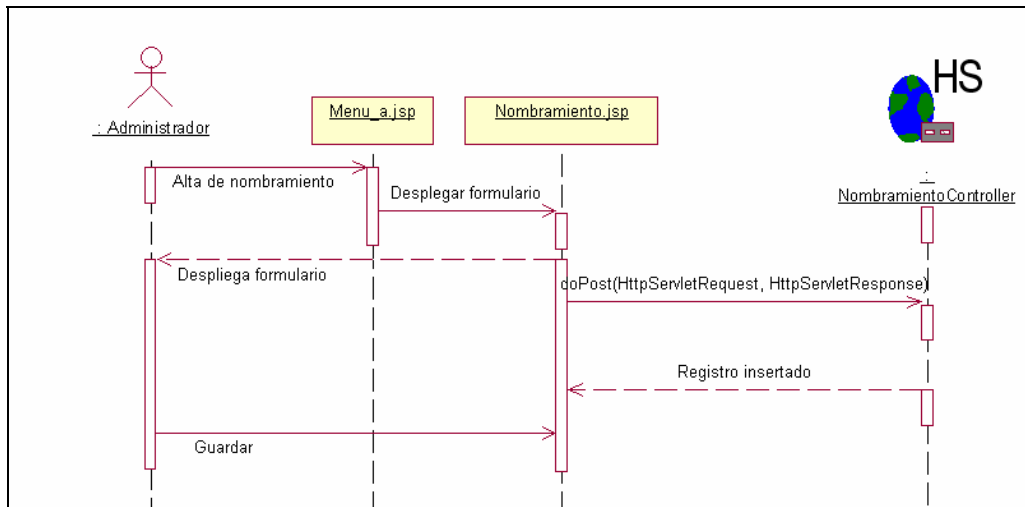 HS
: Administrador
Menu_a.jsp
Nombramiento.jsp
:
NombramientoController
Alta de nombramiento
Desplegar formulario
Despliega formulario
doPost(HttpServletRequest, HttpServletResponse)
Registro insertado
Guardar